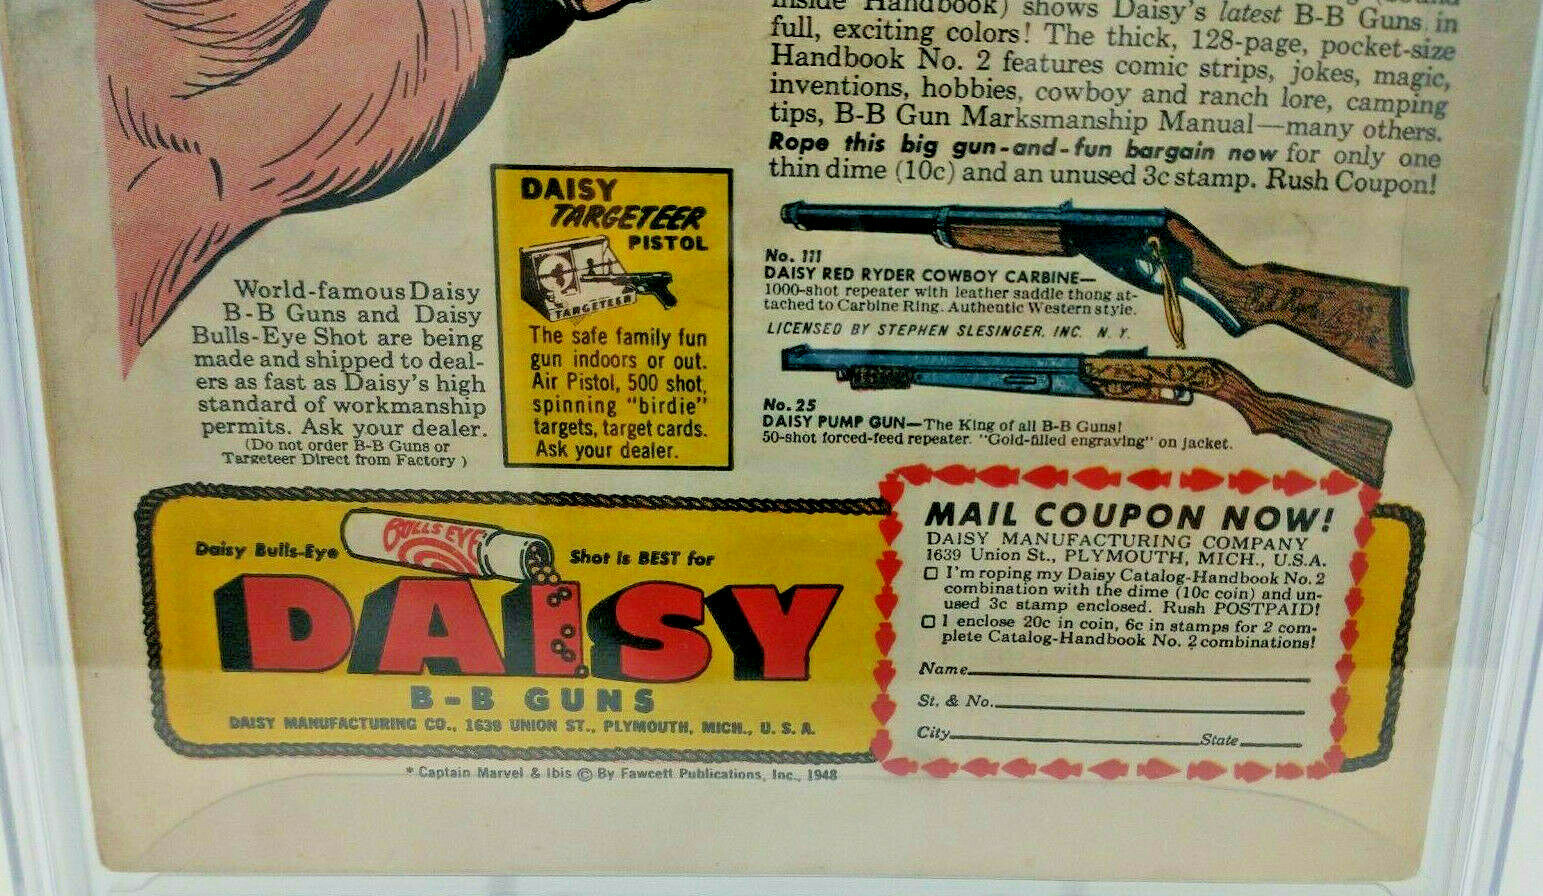 Handbook) shows Daisy's latest B-B Guns in
full, exciting colors! The thick, 128-page, pocket-size
Handbook No. 2 features comic strips, jokes, magic,
inventions, hobbies, cowboy and ranch lore, camping
tips, B-B Gun Marksmanship Manual—many others.
Rope this big gun-and-fun bargain now for only one
thin dime (10c) and an unused 3c stamp. Rush Coupon!
DAISY
TARGETEER
PISTOL
TARGETEER
The safe family fun
gun indoors or out.
Air Pistol, 500 shot,
spinning "birdie"
targets, target cards.
Ask your dealer.
World-famous Daisy
B-B Guns and Daisy
Bulls-Eye Shot are being
made and shipped to deal-
ers as fast as Daisy's high
standard of workmanship
permits. Ask your dealer.
(Do not order B-B Guns or
Targeteer Direct from Factory)
No. 111
DAISY RED RYDER COWBOY CARBINE—
1000-shot repeater with leather saddle thong at-
tached to Carbine Ring. Authentic Western style.
LICENSED BY STEPHEN SLESINGER, INC. N. Y.
No. 25
DAISY PUMP GUN—The King of all B-B Guns!
50-shot forced-feed repeater. "Gold-filled engraving" on jacket.
Daisy Bulls-Eye
BULLS EYE
Shot is BEST for
DAISY
B-B GUNS
DAISY MANUFACTURING CO., 1639 UNION ST., PLYMOUTH, MICH., U. S. A.
MAIL COUPON NOW!
DAISY MANUFACTURING COMPANY
1639 Union St., PLYMOUTH, MICH., U.S.A.
I'm roping my Daisy Catalog-Handbook No. 2
combination with the dime (10c coin) and un-
used 3c stamp enclosed. Rush POSTPAID!
I enclose 20c in coin, 6c in stamps for 2 com-
plete Catalog-Handbook No. 2 combinations!
Name
St. & No.
City State
* Captain Marvel & Ibis © By Fawcett Publications, Inc., 1948